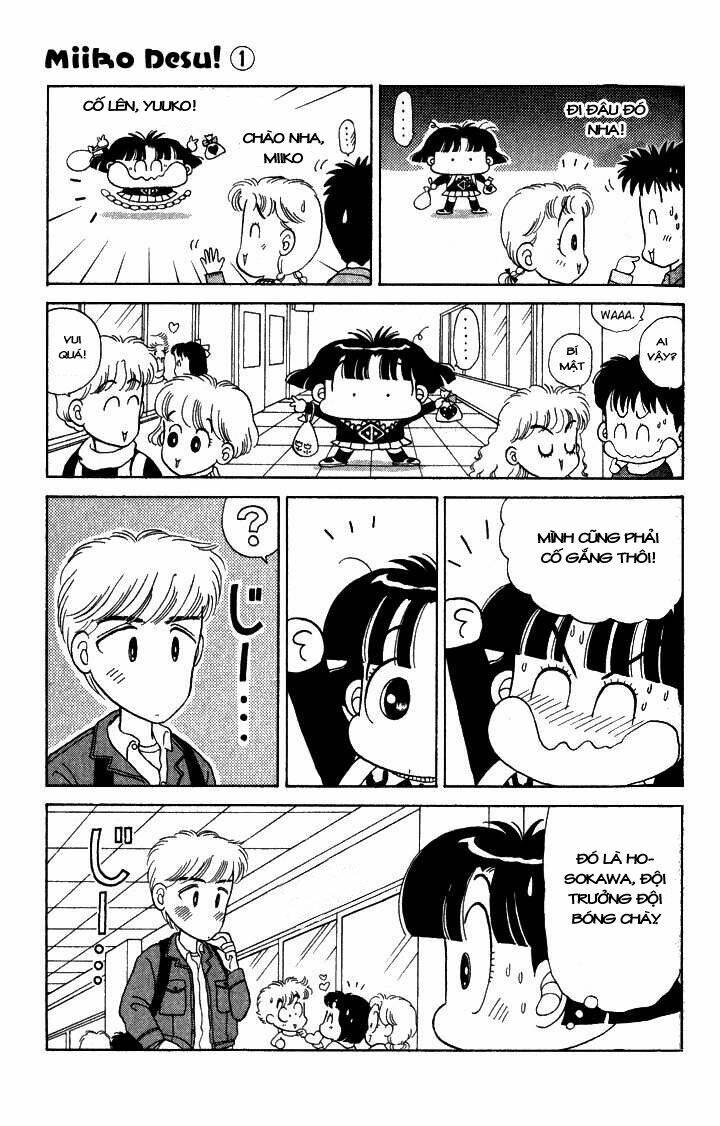 Miiko Desu! ①
CỐ LÊN, YUUKO!
CHÀO NHA,
MIIKO
....
....
ĐI ĐÂU ĐÓ
NHA!
VUI
QUÁ!
....
WAAA.
BÍ
MẬT
AI
VẬY?
?
じー...
MÌNH CŨNG PHẢI
CỐ GẮNG THÔI!
じー...
ĐÓ LÀ HO-
SOKAWA, ĐỘI
TRƯỞNG ĐỘI
BÓNG CHÀY.